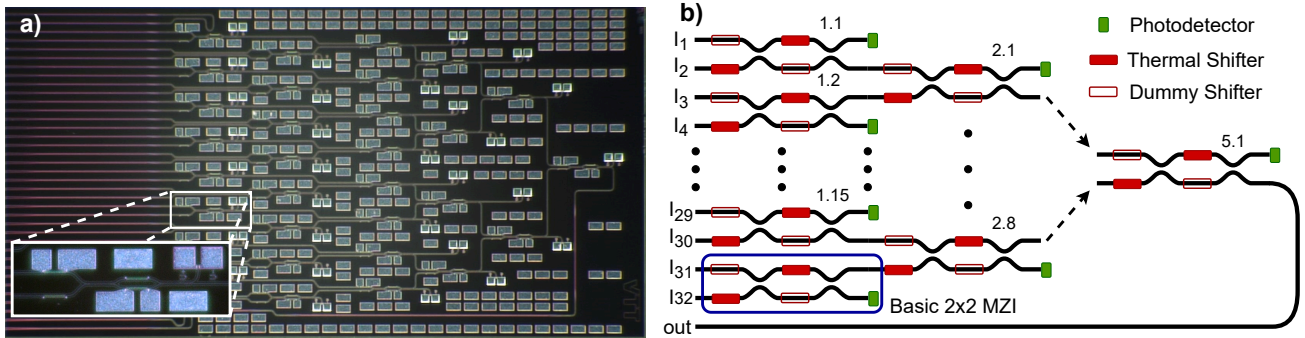 a)
VTT
b)
1.1
I1
I2
2.1
1.2
I3
I4
5.1
1.15
I29
I30
2.8
I31
I32
Basic 2x2 MZI
out
Photodetector
Thermal Shifter
Dummy Shifter